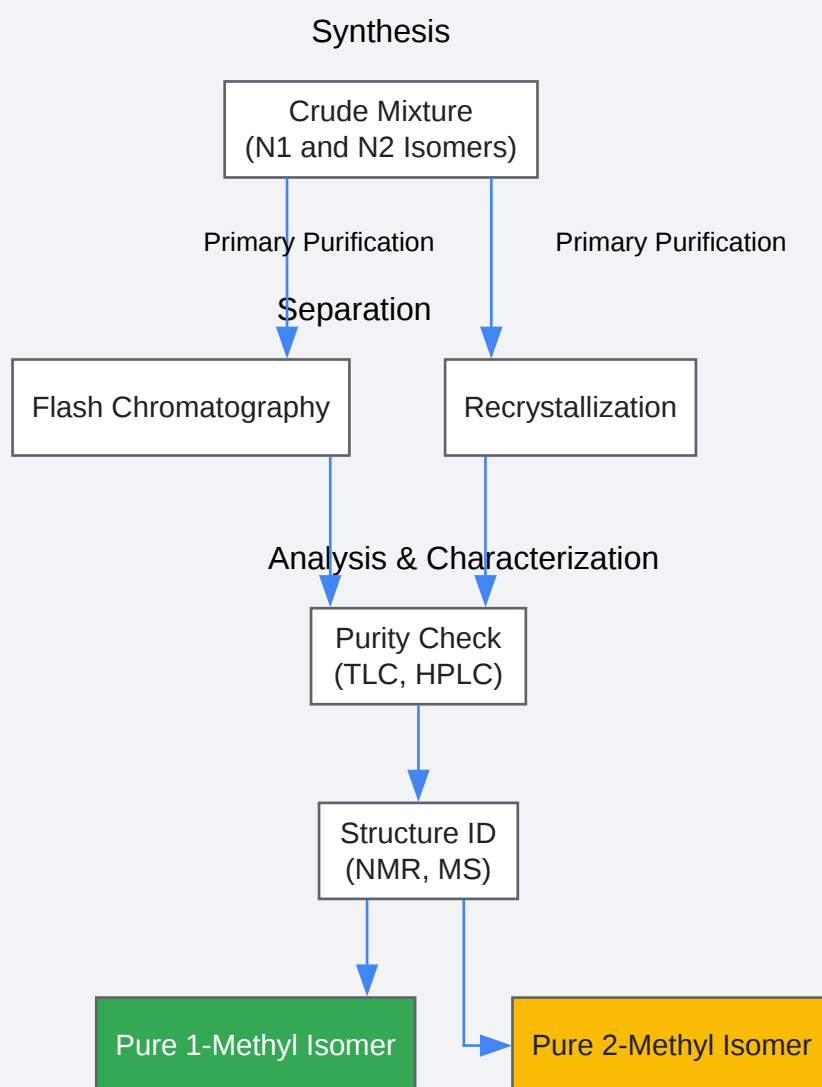 Synthesis
Crude Mixture
(N1 and N2 Isomers)
Primary Purification
Primary Purification
Separation
Flash Chromatography
Recrystallization
Analysis & Characterization
Purity Check
(TLC, HPLC)
Structure ID
(NMR, MS)
Pure 1-Methyl Isomer
Pure 2-Methyl Isomer